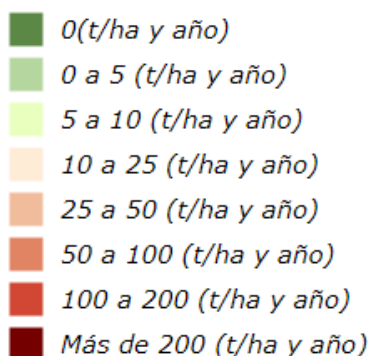 0(t/ha y año)
0 a 5 (t/ha y año)
5 a 10 (t/ha y año)
10 a 25 (t/ha y año)
25 a 50 (t/ha y año)
50 a 100 (t/ha y año)
100 a 200 (t/ha y año)
Más de 200 (t/ha y año)